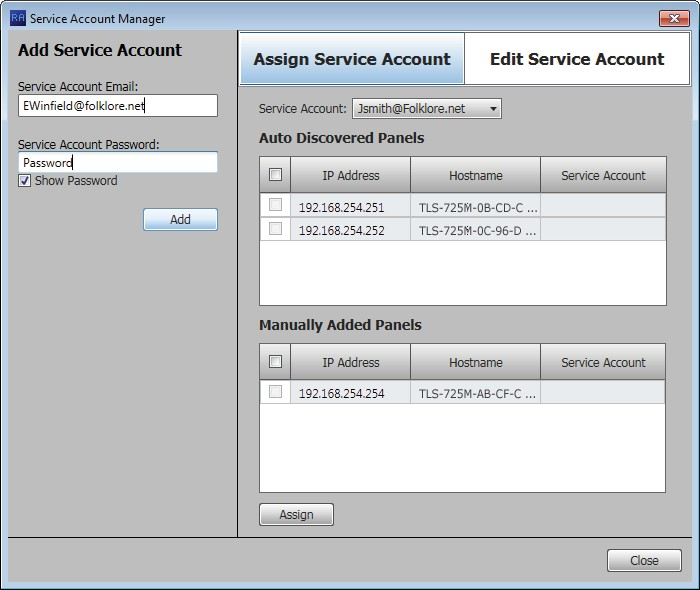 RA Service Account Manager
Add Service Account
Service Account Email:
EWinfield@folklore.net
Service Account Password:
Password
Show Password
Add
Assign Service Account
Edit Service Account
Service Account: Jsmith@Folklore.net
Auto Discovered Panels
IP Address Hostname Service Account
192.168.254.251 TLS-725M-0B-CD-C ...
192.168.254.252 TLS-725M-0C-96-D ...
Manually Added Panels
IP Address Hostname Service Account
192.168.254.254 TLS-725M-AB-CF-C ...
Assign
Close